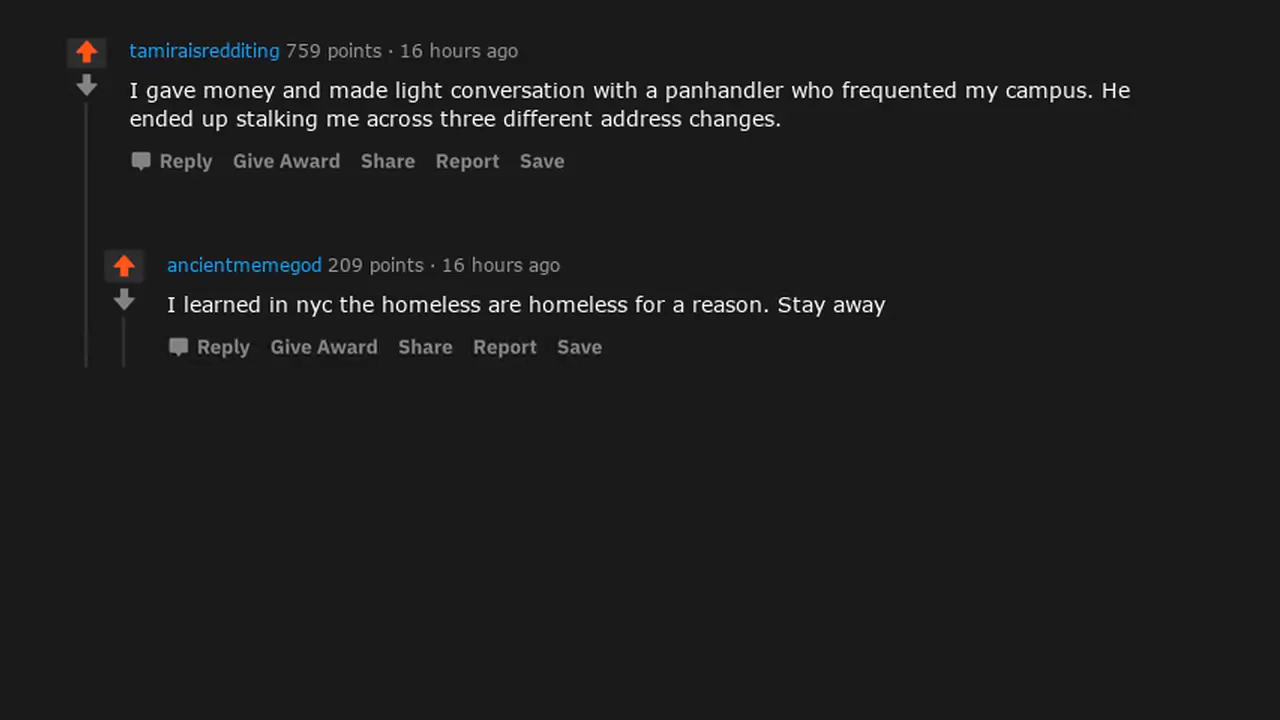 tamiraisredditing 759 points · 16 hours ago
I gave money and made light conversation with a panhandler who frequented my campus. He
ended up stalking me across three different address changes.
Reply Give Award Share Report Save
ancientmemegod 209 points · 16 hours ago
I learned in nyc the homeless are homeless for a reason. Stay away
Reply Give Award Share Report Save